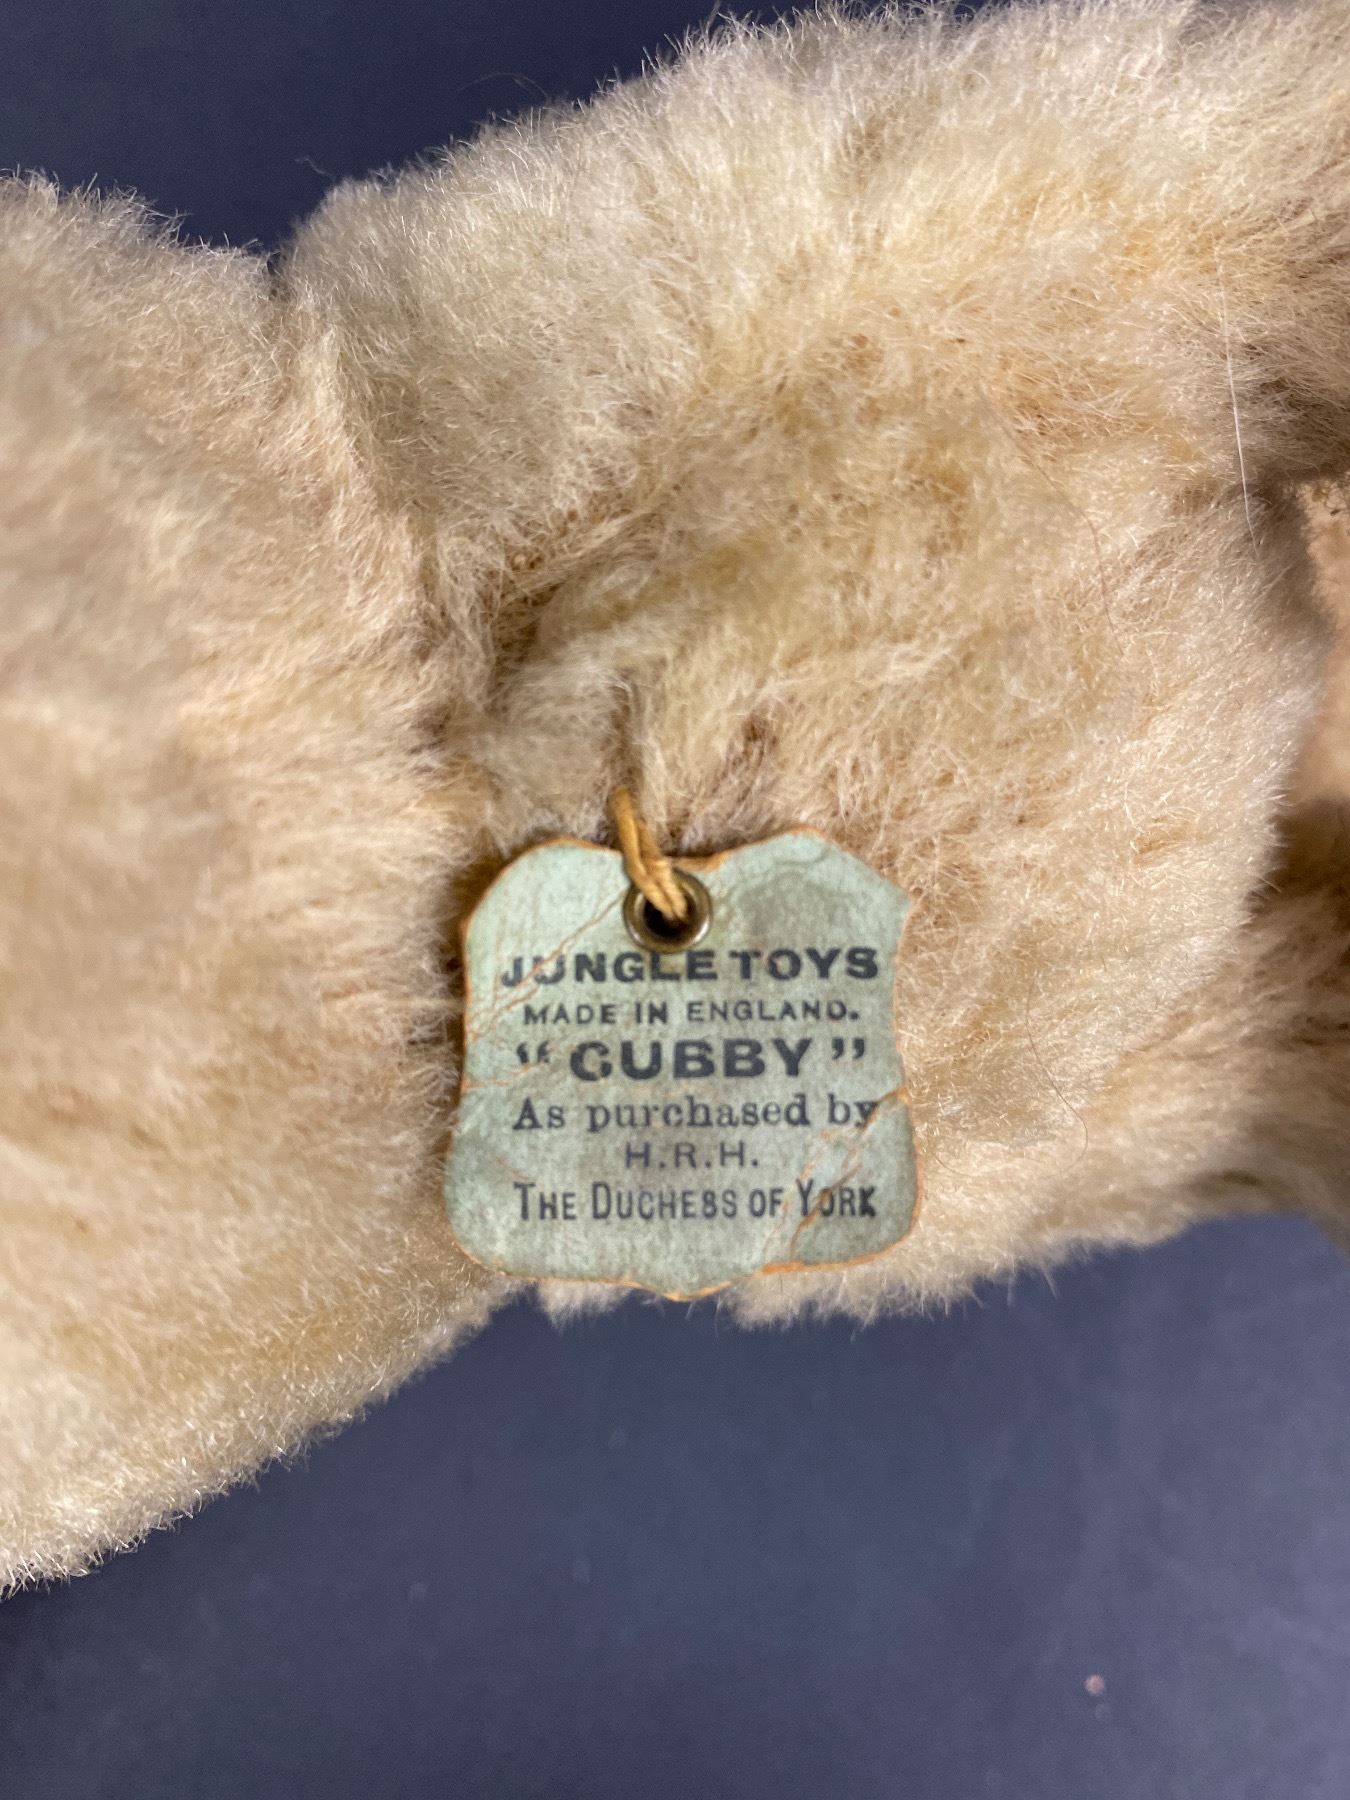 JUNGLE TOYS
MADE IN ENGLAND.
"CUBBY"
As purchased by
H.R.H.
THE DUCHESS OF YORK